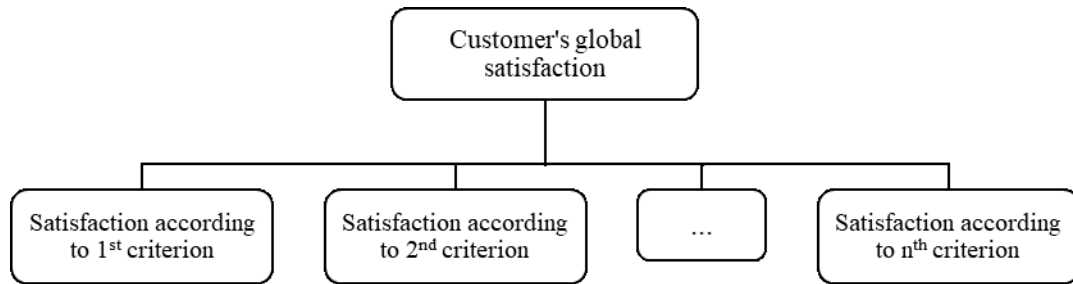 Customer's global
satisfaction
Satisfaction according
to 1st criterion
Satisfaction according
to 2nd criterion
...
Satisfaction according
to nth criterion